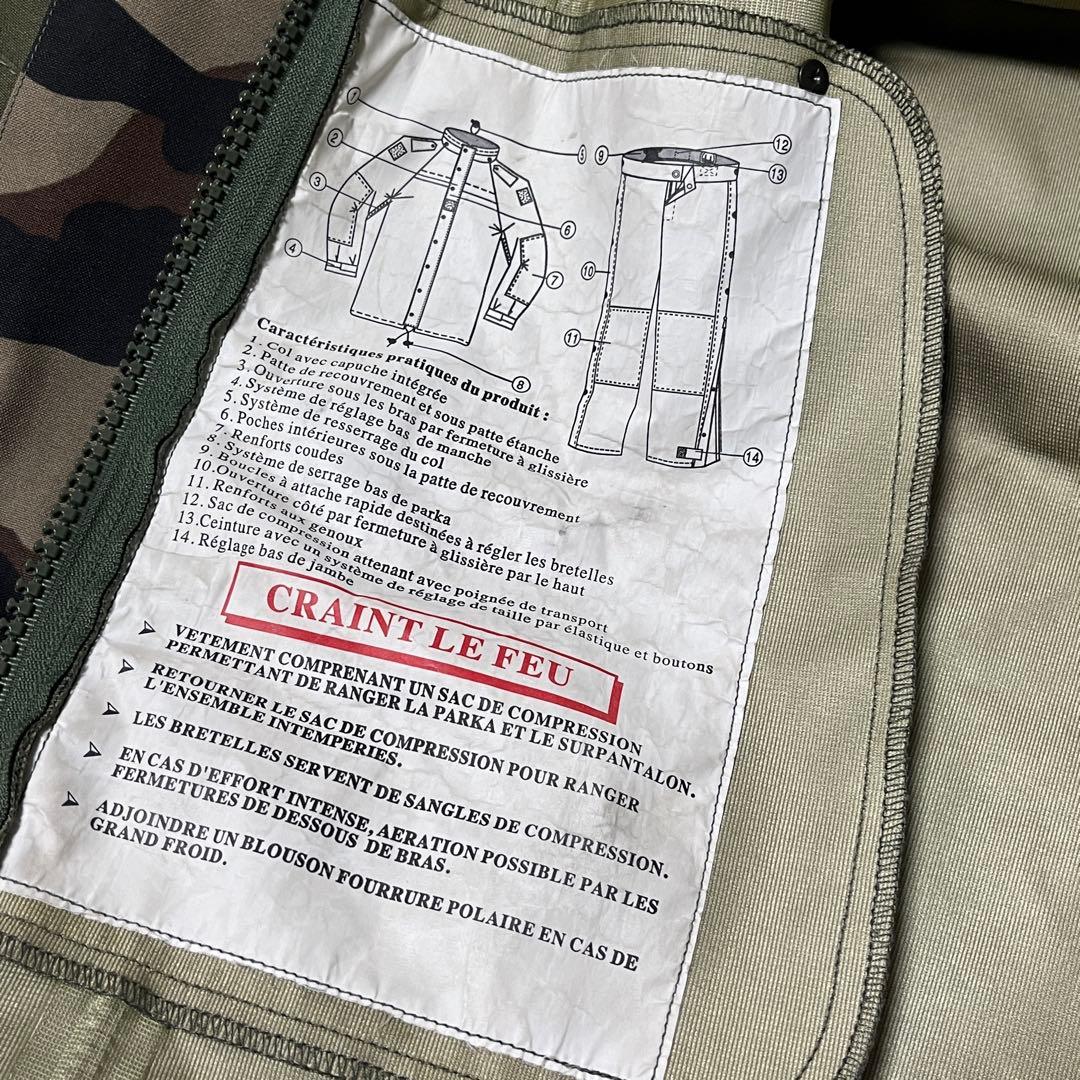 1
2
3
4
5
6
7
8
9
10
11
12
13
14
Caractéristiques pratiques du produit :
1. Col avec capuche intégrée
2. Patte de recouvrement et sous patte étanche
3. Ouverture sous les bras par fermeture à glissière
4. Système de réglage bas de manche
5. Système de resserrage du col
6. Poches intérieures sous la patte de recouvrement
7. Renforts coudes
8. Système de serrage bas de parka
9. Boucles à attache rapide destinées à régler les bretelles
10. Ouverture côté par fermeture à glissière par le haut
11. Renforts aux genoux
12. Sac de compression attenant avec poignée de transport
13. Ceinture avec un système de réglage de taille par élastique et boutons
14. Réglage bas de jambe
CRAINT LE FEU
VETEMENT COMPRENANT UN SAC DE COMPRESSION
PERMETTANT DE RANGER LA PARKA ET LE SURPANTALON.
RETOURNER LE SAC DE COMPRESSION POUR RANGER
L'ENSEMBLE INTEMPERIES.
LES BRETELLES SERVENT DE SANGLES DE COMPRESSION.
EN CAS D'EFFORT INTENSE, AERATION POSSIBLE PAR LES
FERMETURES DE DESSOUS DE BRAS.
ADJOINDRE UN BLOUSON FOURRURE POLAIRE EN CAS DE
GRAND FROID.